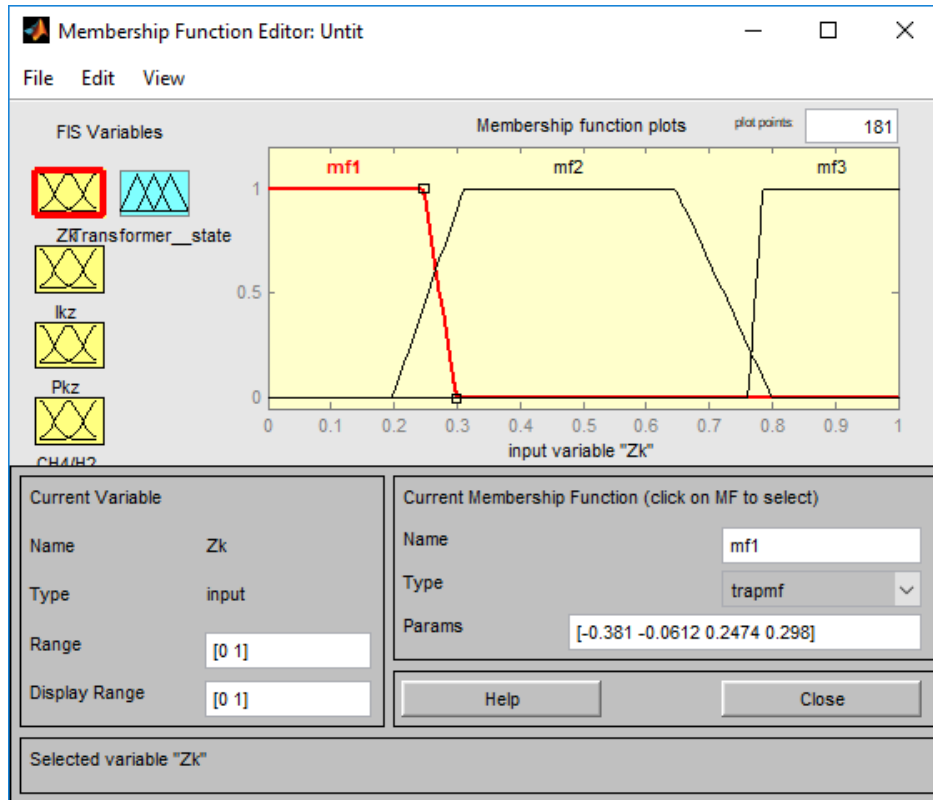 Membership Function Editor: Untit
File Edit View
FIS Variables
Membership function plots
plot points:
181
mf1 mf2 mf3
Zk
Transformer__state
Ikz
Pkz
CH4/H2
1
0.5
0
0 0.1 0.2 0.3 0.4 0.5 0.6 0.7 0.8 0.9 1
input variable "Zk"
Current Variable
Name Zk
Type input
Range [0 1]
Display Range [0 1]
Current Membership Function (click on MF to select)
Name mf1
Type trapmf
Params [-0.381 -0.0612 0.2474 0.298]
Help Close
Selected variable "Zk"